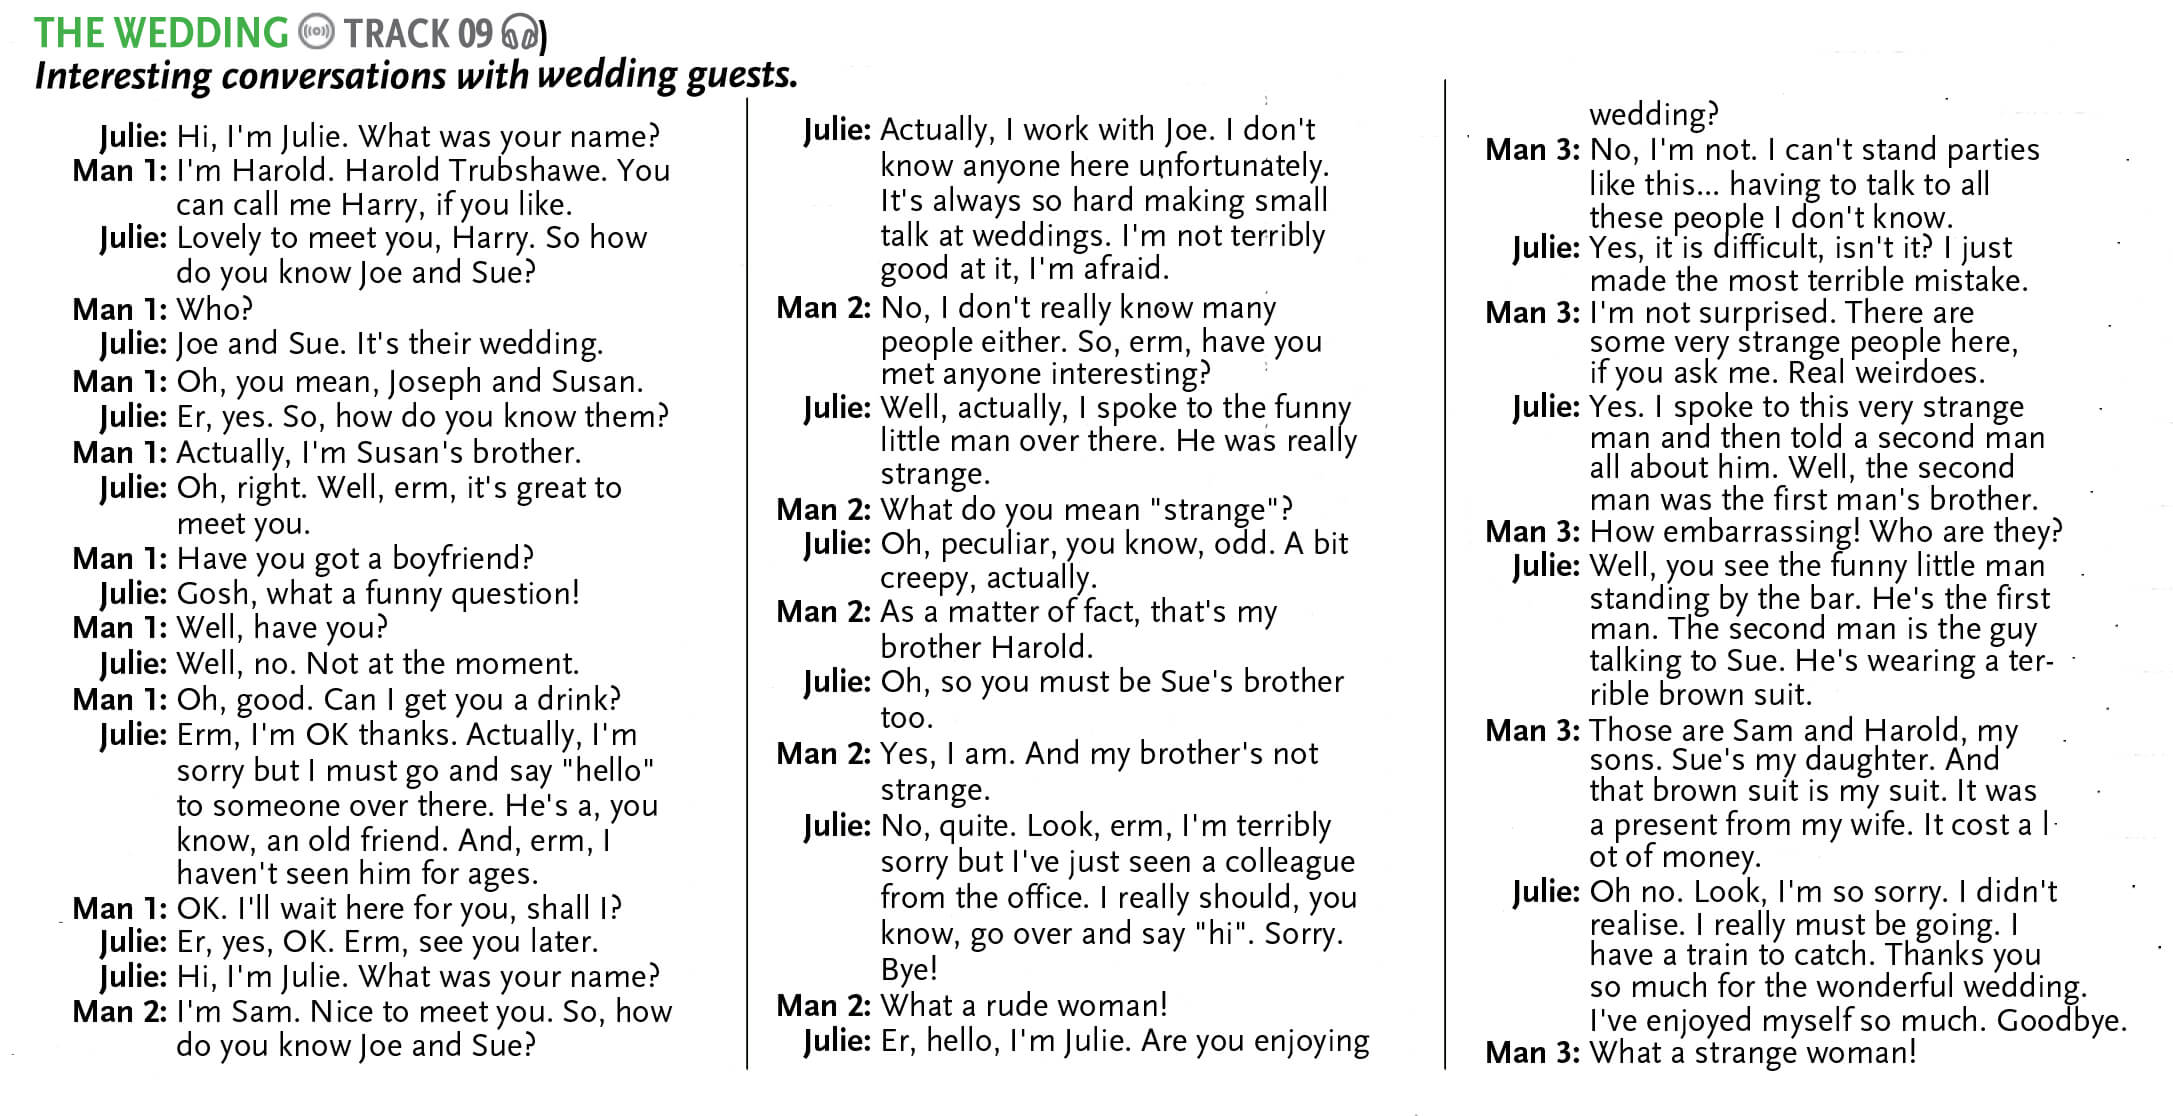 THE WEDDING TRACK 09
Interesting conversations with wedding guests.
Julie: Hi, I'm Julie. What was your name?
Man 1: I'm Harold. Harold Trubshawe. You
can call me Harry, if you like.
Julie: Lovely to meet you, Harry. So how
do you know Joe and Sue?
Man 1: Who?
Julie: Joe and Sue. It's their wedding.
Man 1: Oh, you mean, Joseph and Susan.
Julie: Er, yes. So, how do you know them?
Man 1: Actually, I'm Susan's brother.
Julie: Oh, right. Well, erm, it's great to
meet you.
Man 1: Have you got a boyfriend?
Julie: Gosh, what a funny question!
Man 1: Well, have you?
Julie: Well, no. Not at the moment.
Man 1: Oh, good. Can I get you a drink?
Julie: Erm, I'm OK thanks. Actually, I'm
sorry but I must go and say "hello"
to someone over there. He's a, you
know, an old friend. And, erm, I
haven't seen him for ages.
Man 1: OK. I'll wait here for you, shall I?
Julie: Er, yes, OK. Erm, see you later.
Julie: Hi, I'm Julie. What was your name?
Man 2: I'm Sam. Nice to meet you. So, how
do you know Joe and Sue?
Julie: Actually, I work with Joe. I don't
know anyone here unfortunately.
It's always so hard making small
talk at weddings. I'm not terribly
good at it, I'm afraid.
Man 2: No, I don't really know many
people either. So, erm, have you
met anyone interesting?
Julie: Well, actually, I spoke to the funny
little man over there. He was really
strange.
Man 2: What do you mean "strange"?
Julie: Oh, peculiar, you know, odd. A bit
creepy, actually.
Man 2: As a matter of fact, that's my
brother Harold.
Julie: Oh, so you must be Sue's brother
too.
Man 2: Yes, I am. And my brother's not
strange.
Julie: No, quite. Look, erm, I'm terribly
sorry but I've just seen a colleague
from the office. I really should, you
know, go over and say "hi". Sorry.
Bye!
Man 2: What a rude woman!
Julie: Er, hello, I'm Julie. Are you enjoying
wedding?
Man 3: No, I'm not. I can't stand parties
like this... having to talk to all
these people I don't know.
Julie: Yes, it is difficult, isn't it? I just
made the most terrible mistake.
Man 3: I'm not surprised. There are
some very strange people here,
if you ask me. Real weirdoes.
Julie: Yes. I spoke to this very strange
man and then told a second man
all about him. Well, the second
man was the first man's brother.
Man 3: How embarrassing! Who are they?
Julie: Well, you see the funny little man
standing by the bar. He's the first
man. The second man is the guy
talking to Sue. He's wearing a ter-
rible brown suit.
Man 3: Those are Sam and Harold, my
sons. Sue's my daughter. And
that brown suit is my suit. It was
a present from my wife. It cost a l
ot of money.
Julie: Oh no. Look, I'm so sorry. I didn't
realise. I really must be going. I
have a train to catch. Thanks you
so much for the wonderful wedding.
I've enjoyed myself so much. Goodbye.
Man 3: What a strange woman!